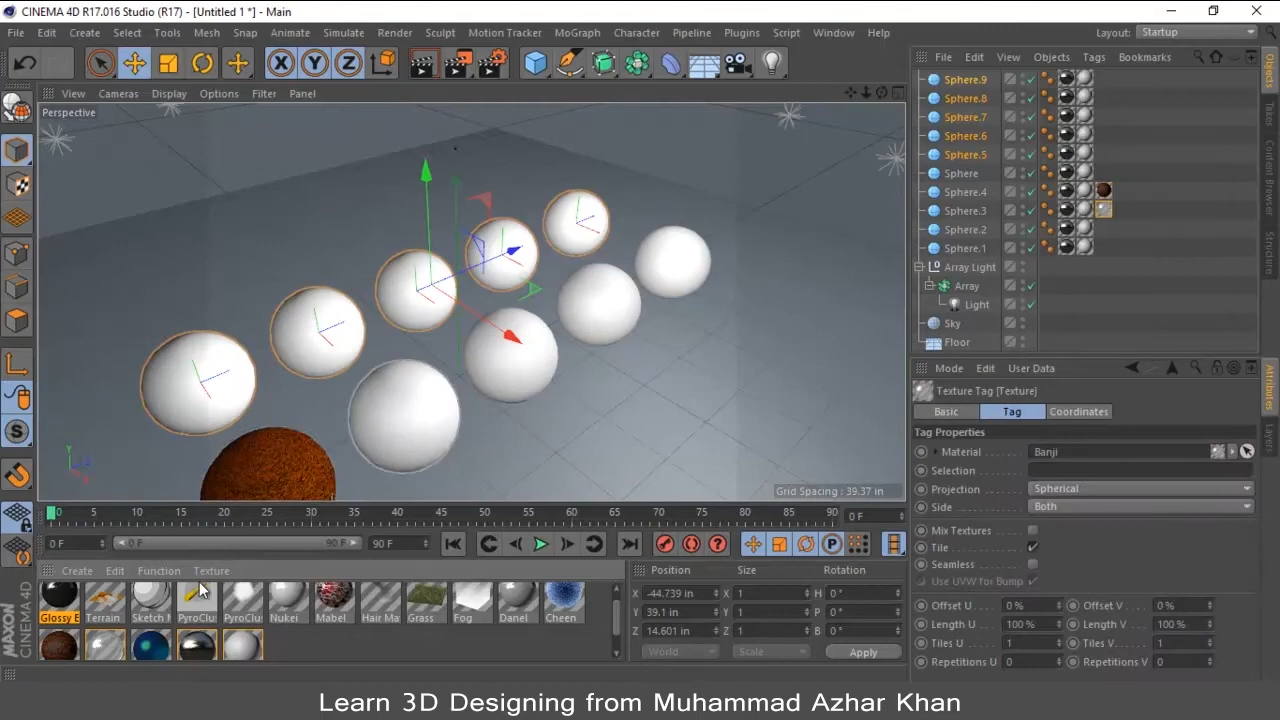 CINEMA 4D R17.016 Studio (R17) - [Untitled 1 *] - Main
File Edit Create Select Tools Mesh Snap Animate Simulate Render Sculpt Motion Tracker MoGraph Character Pipeline Plugins Script Window Help
Layout: Startup
X Y Z
File Edit View Objects Tags Bookmarks
View Cameras Display Options Filter Panel
Perspective
Sphere.9
Sphere.8
Sphere.7
Sphere.6
Sphere.5
Sphere
Sphere.4
Sphere.3
Sphere.2
Sphere.1
Array Light
Array
Light
Sky
Floor
Objects
Takes
Content Browser
Structure
Grid Spacing : 39.37 in
Mode Edit User Data
Texture Tag [Texture]
Basic Tag Coordinates
Tag Properties
Material Banji
Selection
Projection Spherical
Side Both
Mix Textures
Tile
Seamless
Use UVW for Bump
Offset U 0 % Offset V 0 %
Length U 100 % Length V 100 %
Tiles U 1 Tiles V 1
Repetitions U 0 Repetitions V 0
Attributes
Layers
0 5 10 15 20 25 30 35 40 45 50 55 60 65 70 75 80 85 90 0 F
0 F 0 F 90 F 90 F
Create Edit Function Texture
Glossy E Terrain Sketch M PyroClu PyroClu Nukei Mabel Hair Ma Grass Fog Danel Cheen
Position Size Rotation
X -44.739 in X 1 H 0 °
Y 39.1 in Y 1 P 0 °
Z 14.601 in Z 1 B 0 °
World Scale Apply
MAXON CINEMA 4D
Learn 3D Designing from Muhammad Azhar Khan